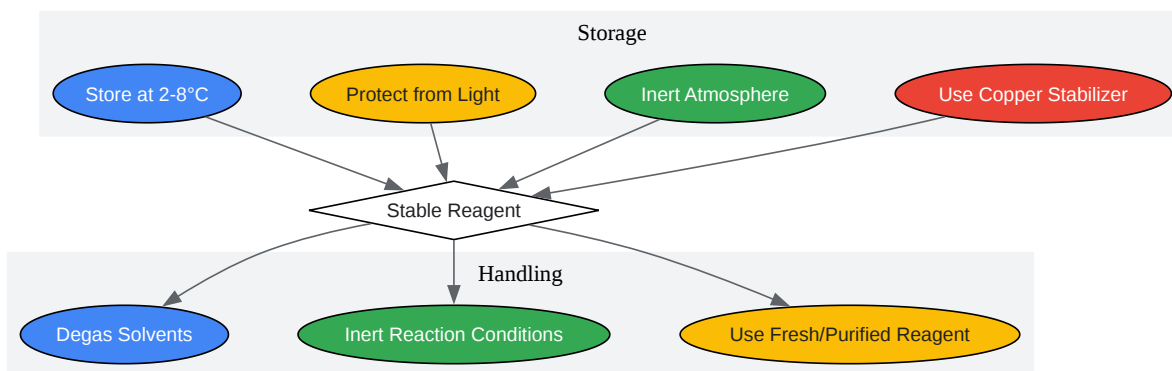 Storage
Store at 2-8°C
Protect from Light
Inert Atmosphere
Use Copper Stabilizer
Stable Reagent
Handling
Degas Solvents
Inert Reaction Conditions
Use Fresh/Purified Reagent